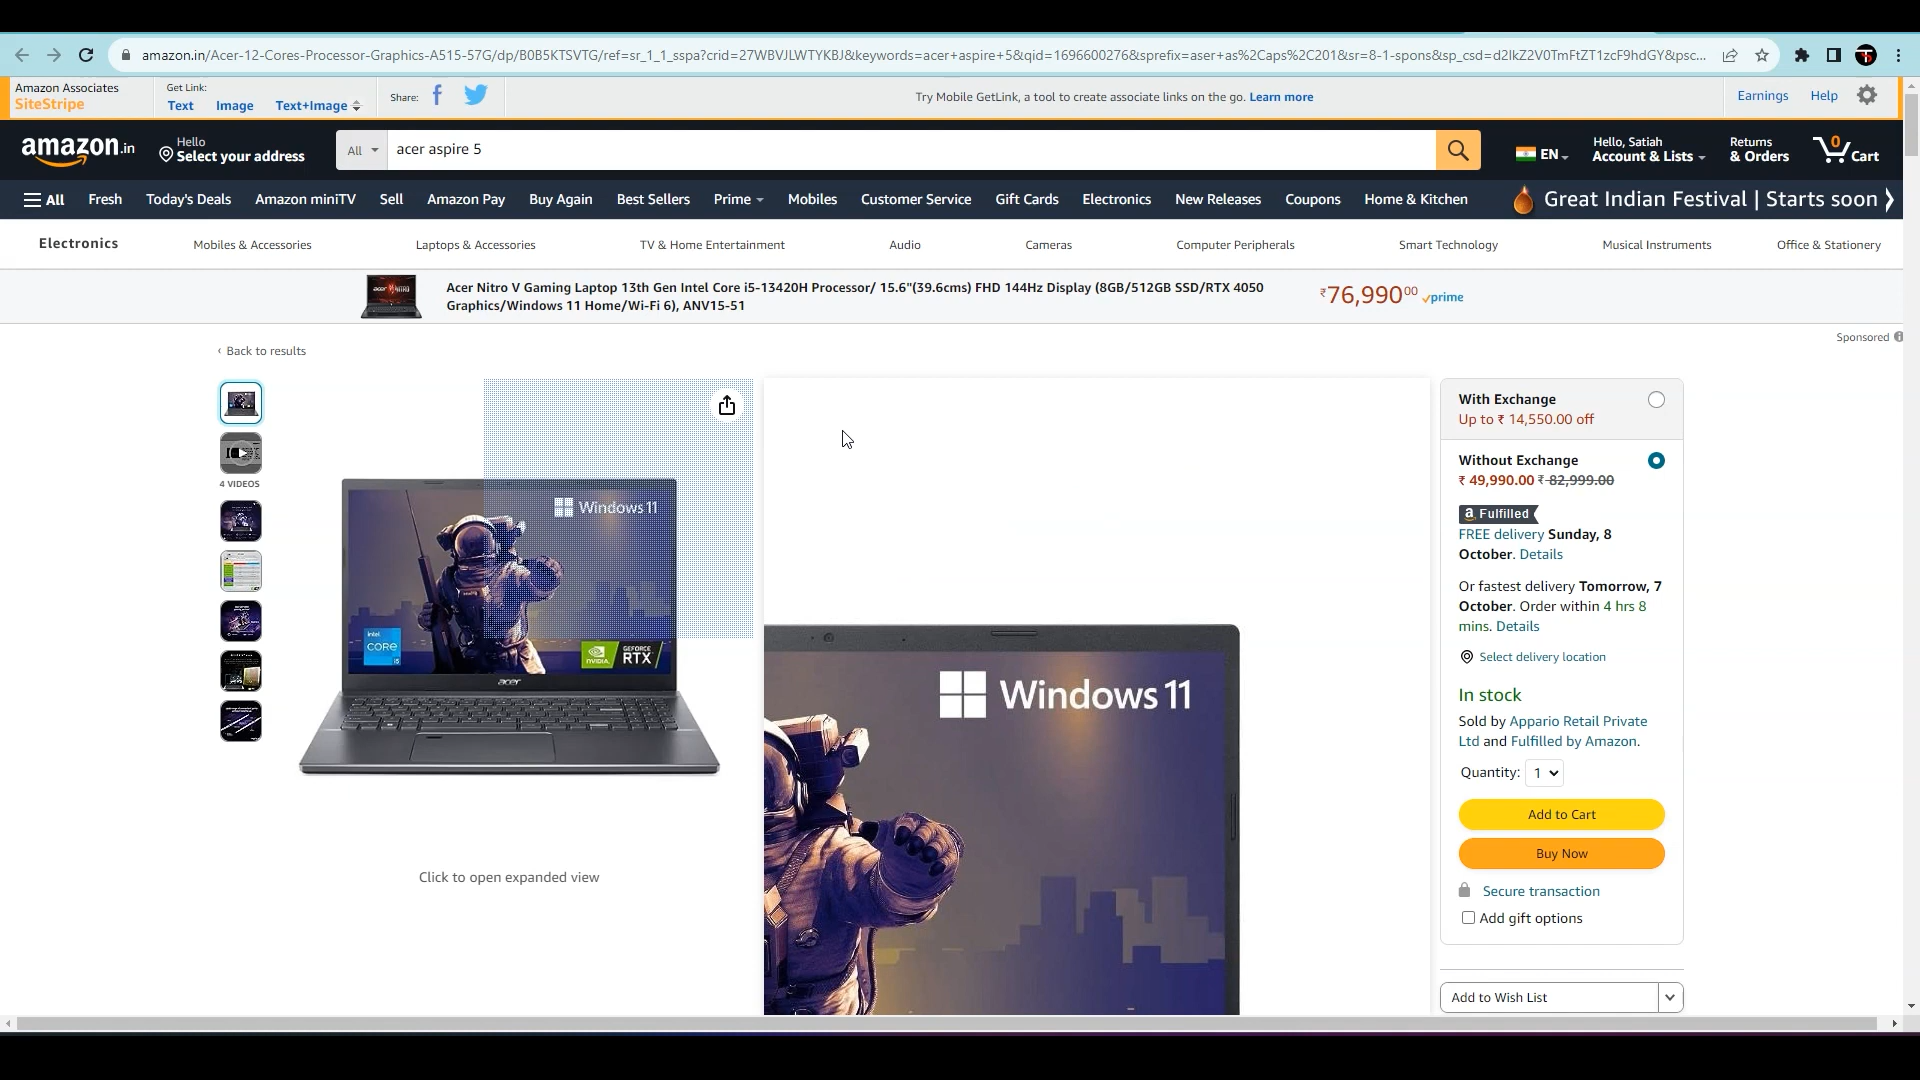 amazon.in/Acer-12-Cores-Processor-Graphics-A515-57G/dp/B0B5KTSVTG/ref=sr_1_1_sspa?crid=27WBVJLWTYKBJ&keywords=acer+aspire+5&qid=1696600276&sprefix=aser+as%2Caps%2C201&sr=8-1-spons&sp_csd=d2lkZ2V0TmFtZT1zcF9hdGY&psc...
Amazon Associates
SiteStripe
Get Link:
Text Image Text+Image
Share:
Try Mobile GetLink, a tool to create associate links on the go. Learn more
Earnings Help
amazon.in
Hello
Select your address
All
acer aspire 5
EN
Hello, Satiah
Account & Lists
Returns
& Orders
0
Cart
All Fresh Today's Deals Amazon miniTV Sell Amazon Pay Buy Again Best Sellers Prime Mobiles Customer Service Gift Cards Electronics New Releases Coupons Home & Kitchen Great Indian Festival | Starts soon
Electronics Mobiles & Accessories Laptops & Accessories TV & Home Entertainment Audio Cameras Computer Peripherals Smart Technology Musical Instruments Office & Stationery
Acer Nitro V Gaming Laptop 13th Gen Intel Core i5-13420H Processor/ 15.6"(39.6cms) FHD 144Hz Display (8GB/512GB SSD/RTX 4050
Graphics/Windows 11 Home/Wi-Fi 6), ANV15-51
₹76,99000 prime
Sponsored
‹ Back to results
4 VIDEOS
Windows 11
intel
CORE
i5
NVIDIA
GEFORCE
RTX
acer
Click to open expanded view
Windows 11
With Exchange
Up to ₹ 14,550.00 off
Without Exchange
₹ 49,990.00 ₹ 82,999.00
a Fulfilled
FREE delivery Sunday, 8
October. Details
Or fastest delivery Tomorrow, 7
October. Order within 4 hrs 8
mins. Details
Select delivery location
In stock
Sold by Appario Retail Private
Ltd and Fulfilled by Amazon.
Quantity: 1
Add to Cart
Buy Now
Secure transaction
Add gift options
Add to Wish List